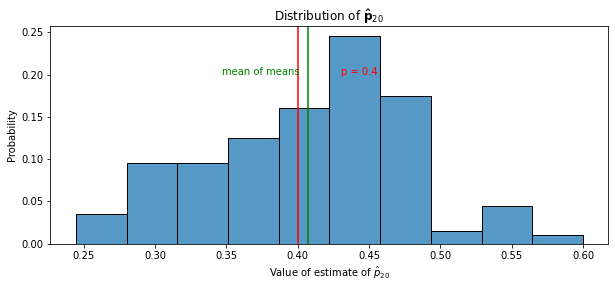 Distribution of p̂₂₀
0.25
0.20
0.15
0.10
0.05
0.00
Probability
mean of means
p = 0.4
0.25 0.30 0.35 0.40 0.45 0.50 0.55 0.60
Value of estimate of p̂₂₀